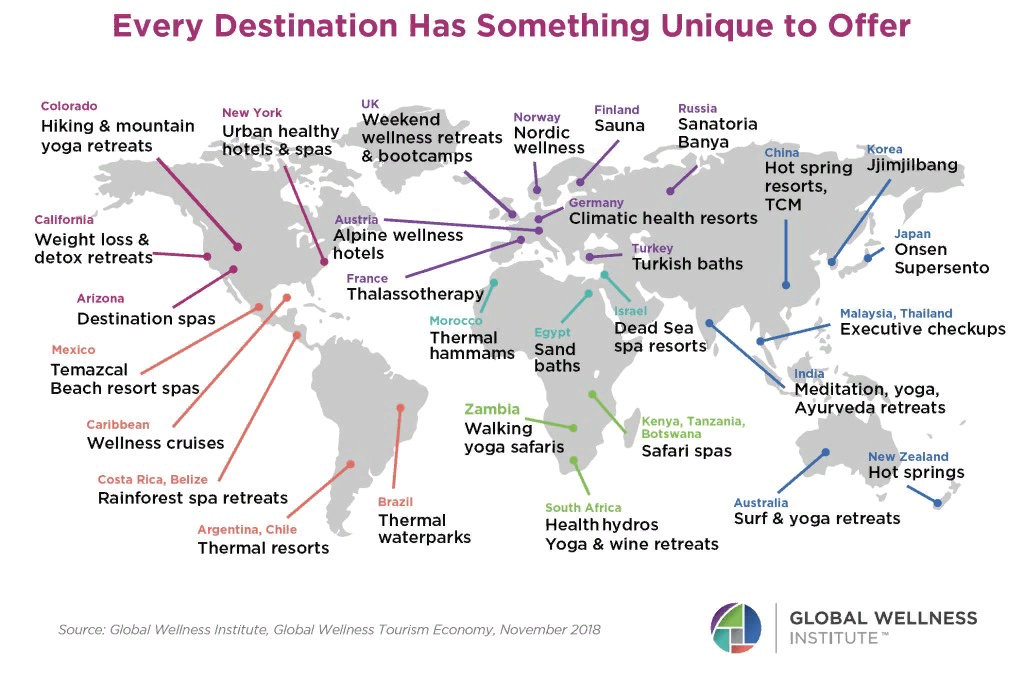 Every Destination Has Something Unique to Offer
Colorado
Hiking & mountain
yoga retreats
New York
Urban healthy
hotels & spas
UK
Weekend
wellness retreats
& bootcamps
Norway
Nordic
wellness
Finland
Sauna
Russia
Sanatoria
Banya
China
Hot spring
resorts,
TCM
Korea
Jjimjilbang
California
Weight loss &
detox retreats
Austria
Alpine wellness
hotels
Germany
Climatic health resorts
Japan
Onsen
Supersento
Turkey
Turkish baths
France
Thalassotherapy
Arizona
Destination spas
Morocco
Thermal
hammams
Egypt
Sand
baths
Israel
Dead Sea
spa resorts
Malaysia, Thailand
Executive checkups
Mexico
Temazcal
Beach resort spas
India
Meditation, yoga,
Ayurveda retreats
Caribbean
Wellness cruises
Zambia
Walking
yoga safaris
Kenya, Tanzania,
Botswana
Safari spas
Costa Rica, Belize
Rainforest spa retreats
New Zealand
Hot springs
Argentina, Chile
Thermal resorts
Brazil
Thermal
waterparks
South Africa
Health hydros
Yoga & wine retreats
Australia
Surf & yoga retreats
Source: Global Wellness Institute, Global Wellness Tourism Economy, November 2018
GLOBAL WELLNESS
INSTITUTE™